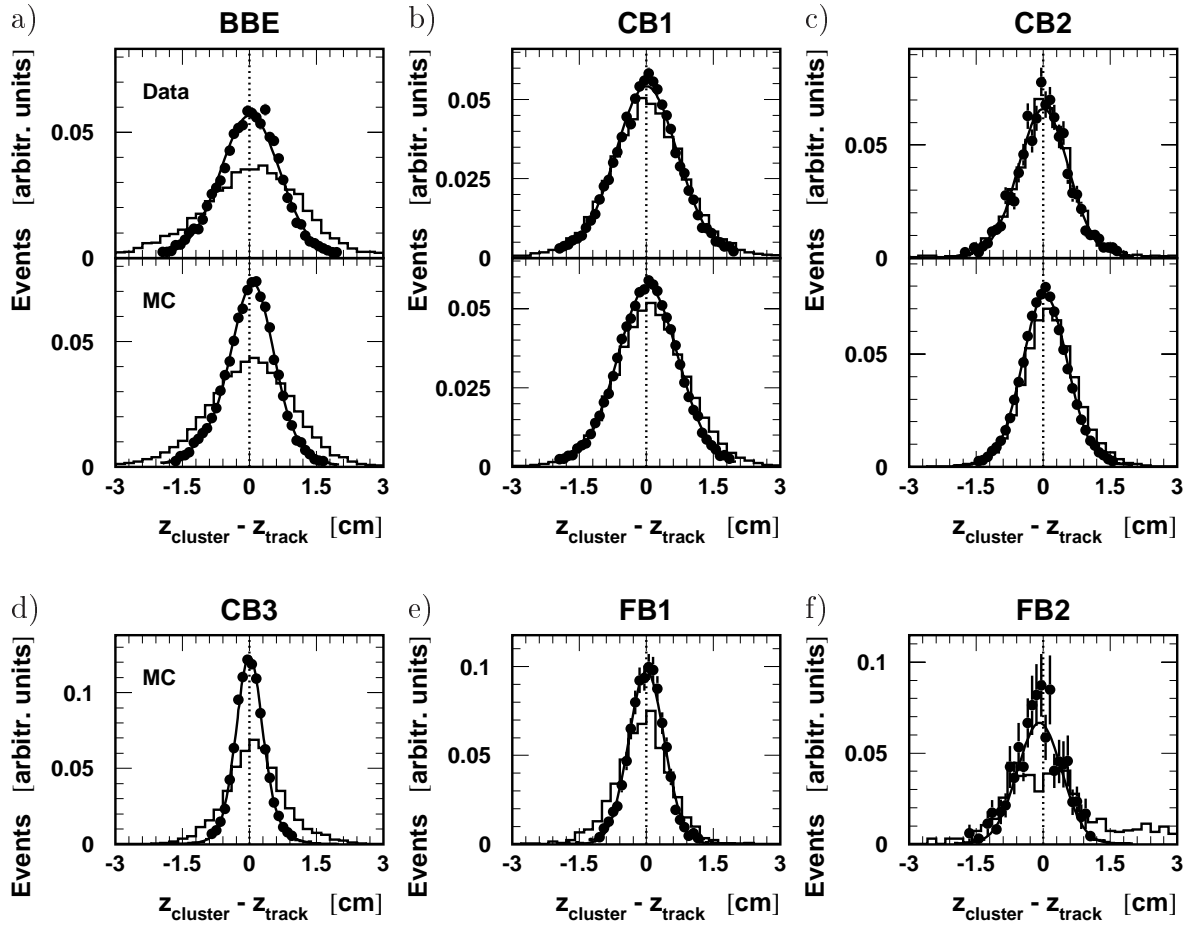 a) BBE b) CB1 c) CB2
Events [arbitr. units] Data 0.05 0
MC 0.05 0
-3 -1.5 0 1.5 3
z_cluster - z_track [cm]
Events [arbitr. units] 0.05 0.025 0
0.05 0.025 0
-3 -1.5 0 1.5 3
z_cluster - z_track [cm]
Events [arbitr. units] 0.05 0
0.05 0
-3 -1.5 0 1.5 3
z_cluster - z_track [cm]
d) CB3 e) FB1 f) FB2
Events [arbitr. units] MC 0.1 0.05 0
-3 -1.5 0 1.5 3
z_cluster - z_track [cm]
Events [arbitr. units] 0.1 0.05 0
-3 -1.5 0 1.5 3
z_cluster - z_track [cm]
Events [arbitr. units] 0.1 0.05 0
-3 -1.5 0 1.5 3
z_cluster - z_track [cm]